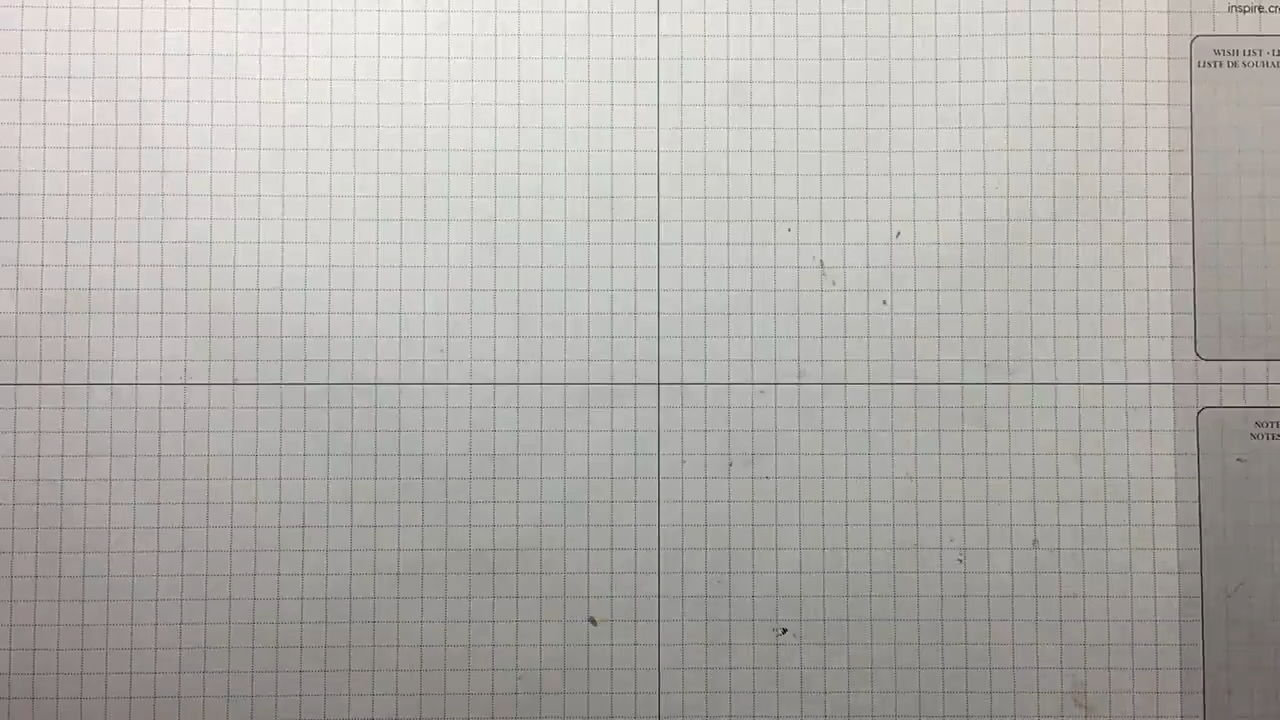 inspire.cr
WISH LIST · LI
LISTE DE SOUHAI
NOTE
NOTES